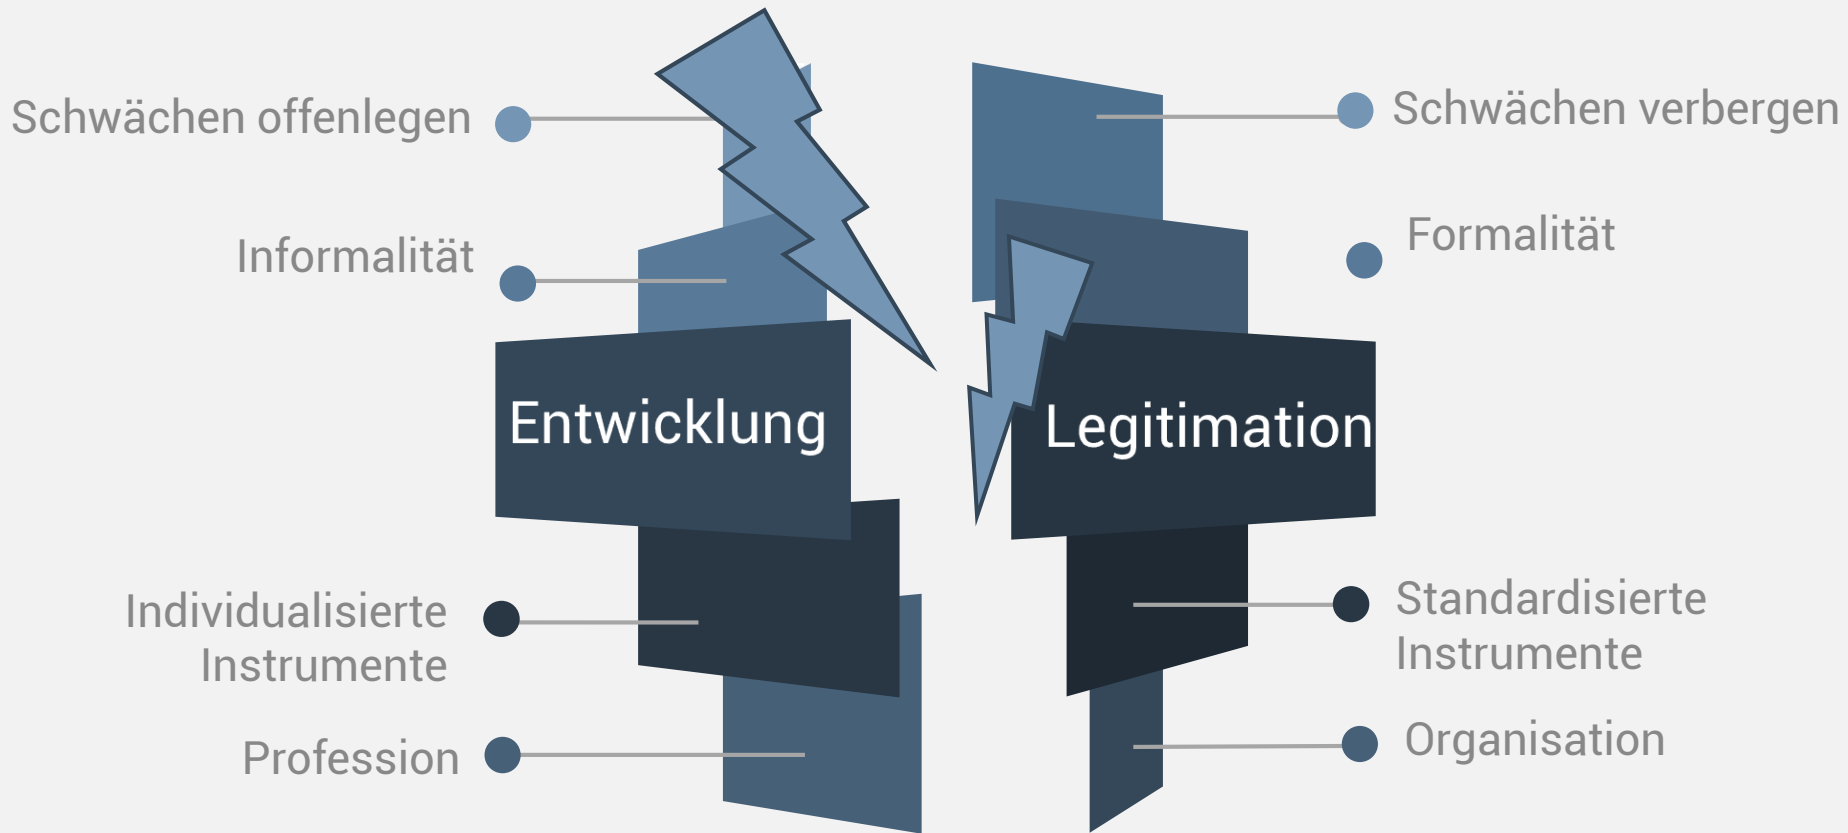 Schwächen offenlegen
Informalität
Entwicklung
Individualisierte
Instrumente
Profession
Schwächen verbergen
Formalität
Legitimation
Standardisierte
Instrumente
Organisation